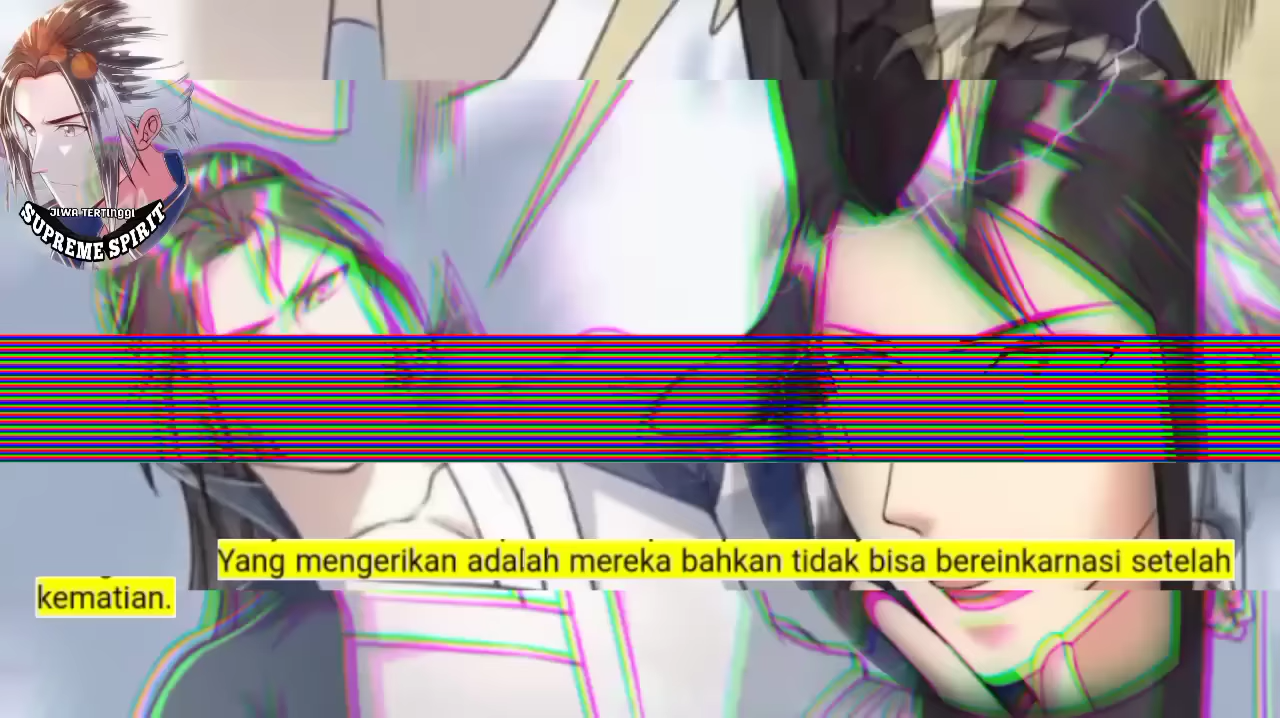 JIWA TERTINGGI
SUPREME SPIRIT
Yang mengerikan adalah mereka bahkan tidak bisa bereinkarnasi setelah
kematian.